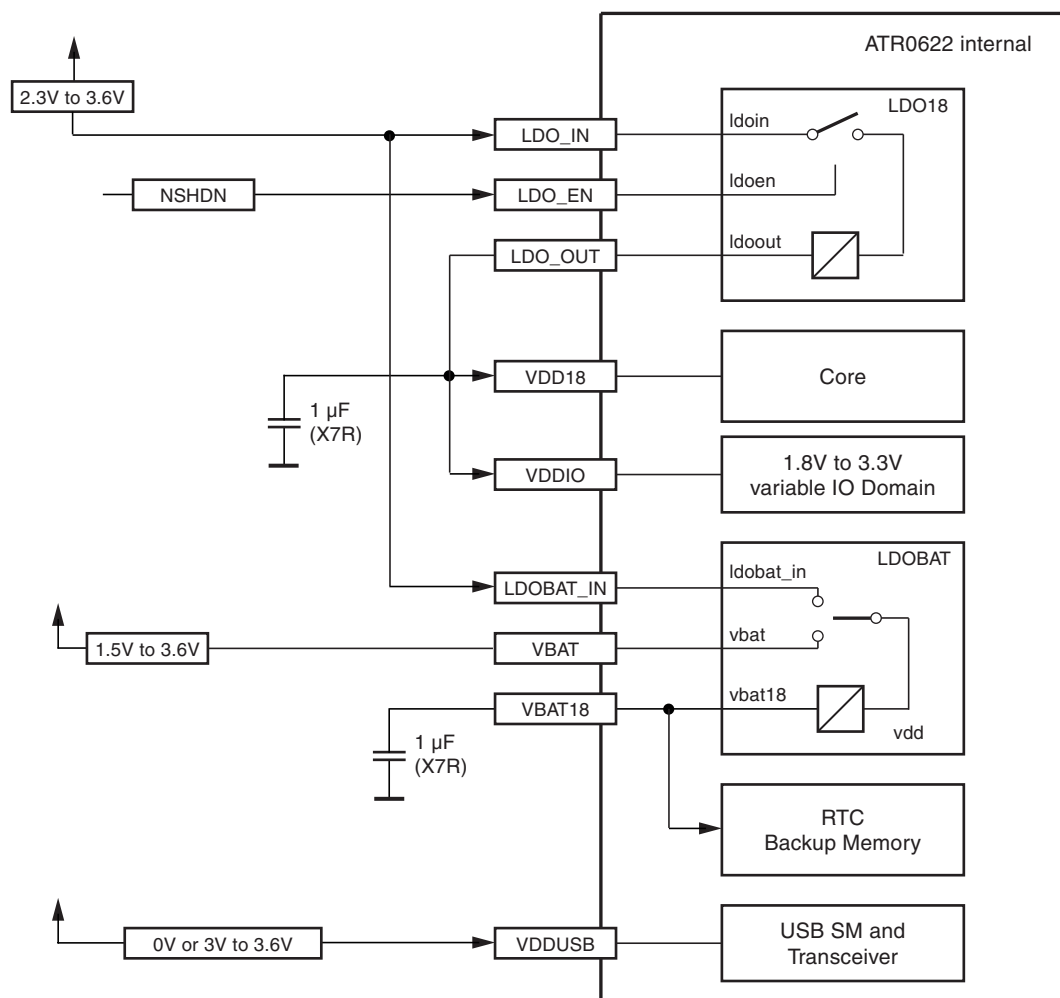 ATR0622 internal
2.3V to 3.6V
LDO18
LDO_IN
ldoin
NSHDN
LDO_EN
ldoen
LDO_OUT
ldoout
VDD18
Core
1 µF
(X7R)
VDDIO
1.8V to 3.3V
variable IO Domain
LDOBAT
LDOBAT_IN
ldobat_in
1.5V to 3.6V
VBAT
vbat
VBAT18
vbat18
vdd
1 µF
(X7R)
RTC
Backup Memory
0V or 3V to 3.6V
VDDUSB
USB SM and
Transceiver